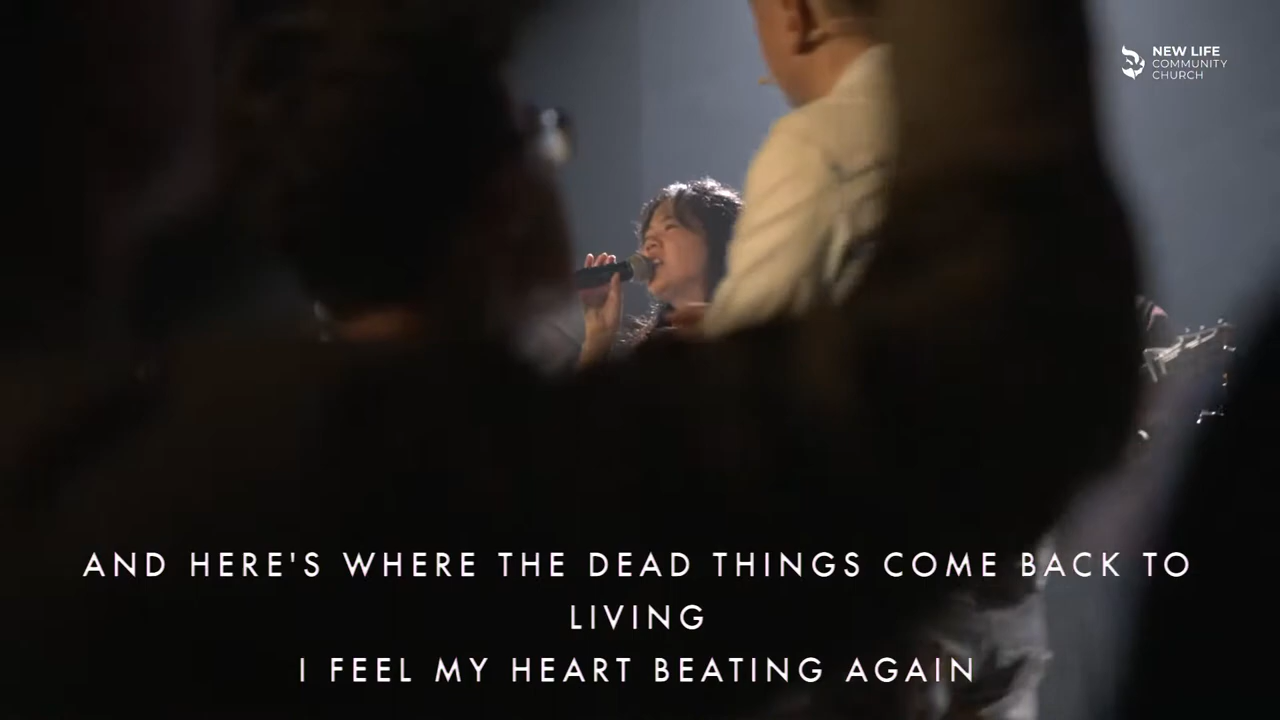 NEW LIFE
COMMUNITY
CHURCH
AND HERE'S WHERE THE DEAD THINGS COME BACK TO
LIVING
I FEEL MY HEART BEATING AGAIN